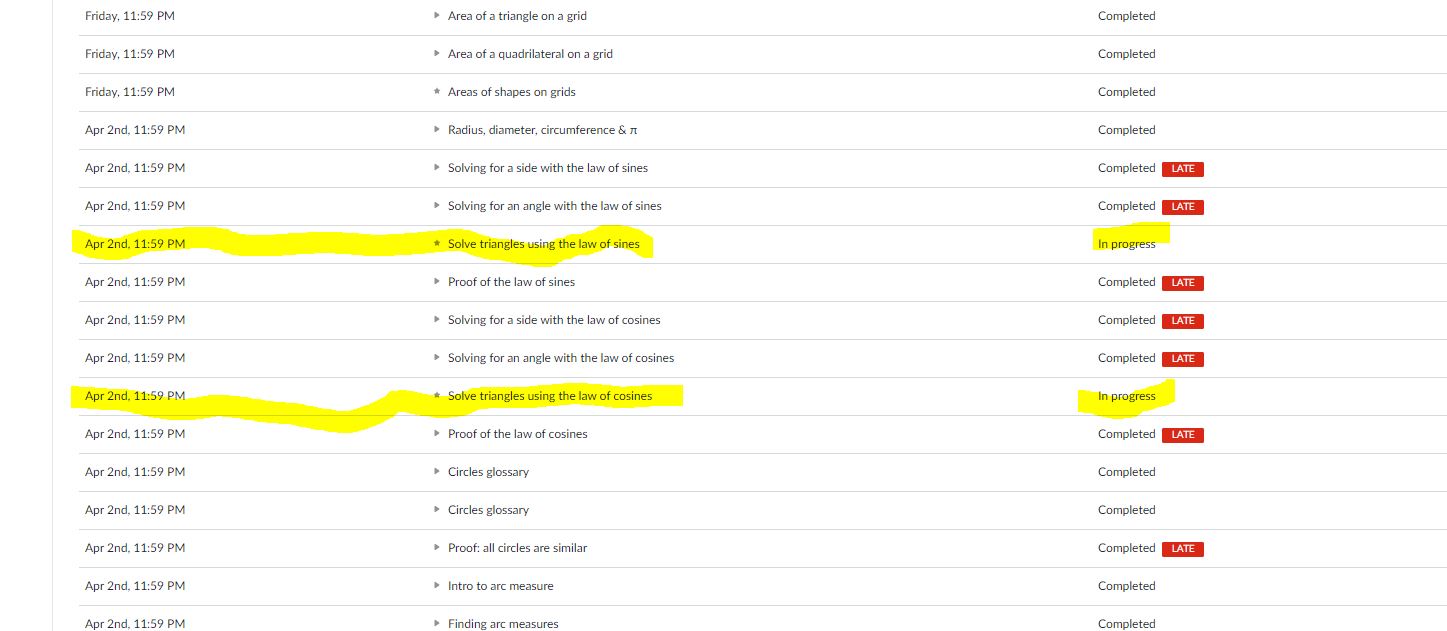 Friday, 11:59 PM Area of a triangle on a grid Completed
Friday, 11:59 PM Area of a quadrilateral on a grid Completed
Friday, 11:59 PM Areas of shapes on grids Completed
Apr 2nd, 11:59 PM Radius, diameter, circumference & π Completed
Apr 2nd, 11:59 PM Solving for a side with the law of sines Completed LATE
Apr 2nd, 11:59 PM Solving for an angle with the law of sines Completed LATE
Apr 2nd, 11:59 PM Solve triangles using the law of sines In progress
Apr 2nd, 11:59 PM Proof of the law of sines Completed LATE
Apr 2nd, 11:59 PM Solving for a side with the law of cosines Completed LATE
Apr 2nd, 11:59 PM Solving for an angle with the law of cosines Completed LATE
Apr 2nd, 11:59 PM Solve triangles using the law of cosines In progress
Apr 2nd, 11:59 PM Proof of the law of cosines Completed LATE
Apr 2nd, 11:59 PM Circles glossary Completed
Apr 2nd, 11:59 PM Circles glossary Completed
Apr 2nd, 11:59 PM Proof: all circles are similar Completed LATE
Apr 2nd, 11:59 PM Intro to arc measure Completed
Apr 2nd, 11:59 PM Finding arc measures Completed